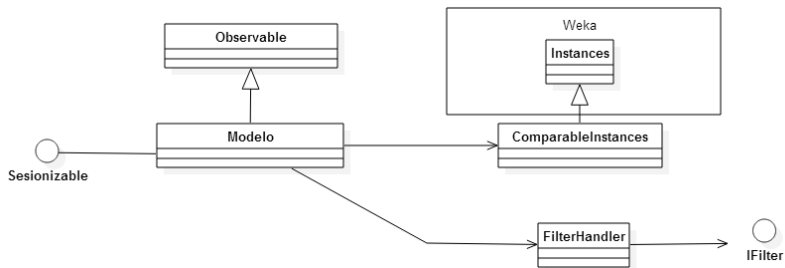 Weka
Observable
Instances
Modelo
ComparableInstances
Sesionizable
FilterHandler
IFilter